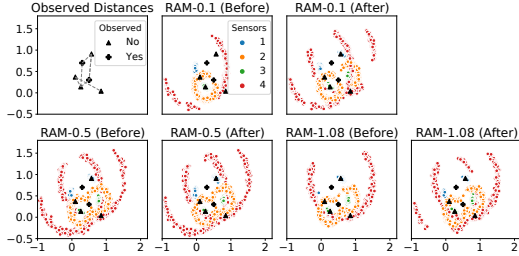 Observed Distances RAM-0.1 (Before) RAM-0.1 (After)
1.5
1.0
0.5
0.0
−0.5
Observed
No
Yes
Sensors
1
2
3
4
RAM-0.5 (Before) RAM-0.5 (After) RAM-1.08 (Before) RAM-1.08 (After)
1.5
1.0
0.5
0.0
−0.5
−1 0 1 2 −1 0 1 2 −1 0 1 2 −1 0 1 2